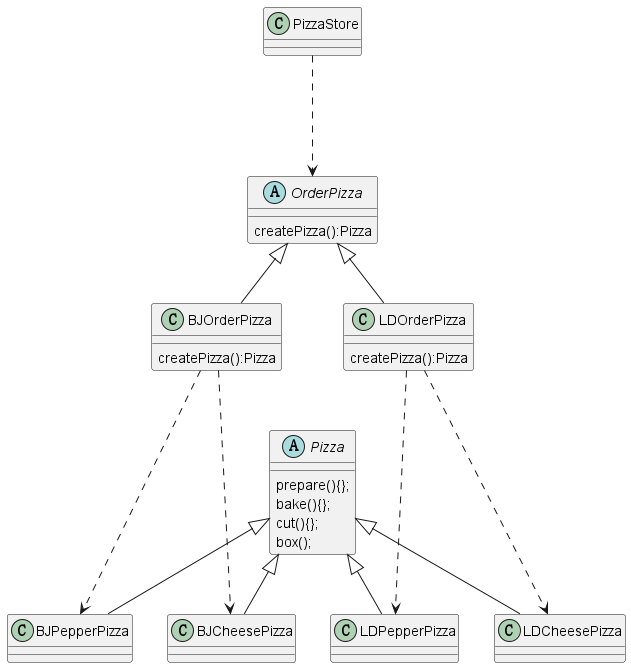 C PizzaStore
A OrderPizza
createPizza():Pizza
C BJOrderPizza
createPizza():Pizza
C LDOrderPizza
createPizza():Pizza
A Pizza
prepare(){};
bake(){};
cut(){};
box();
C BJPepperPizza
C BJCheesePizza
C LDPepperPizza
C LDCheesePizza